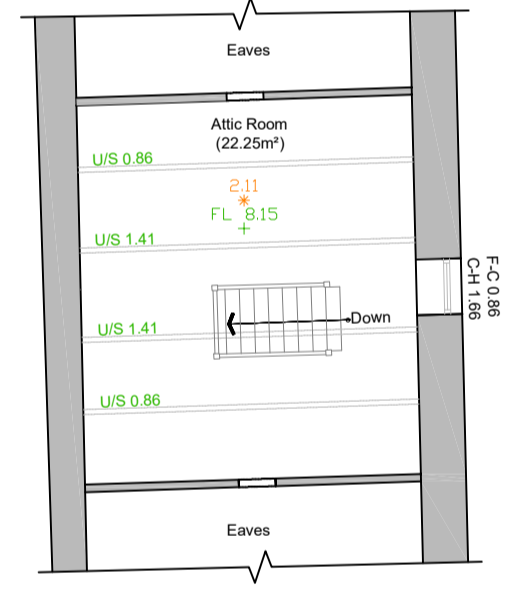 Eaves
Attic Room
(22.25m²)
U/S 0.86
2.11
FL 8.15
U/S 1.41
F-C 0.86
C-H 1.66
Down
U/S 1.41
U/S 0.86
Eaves